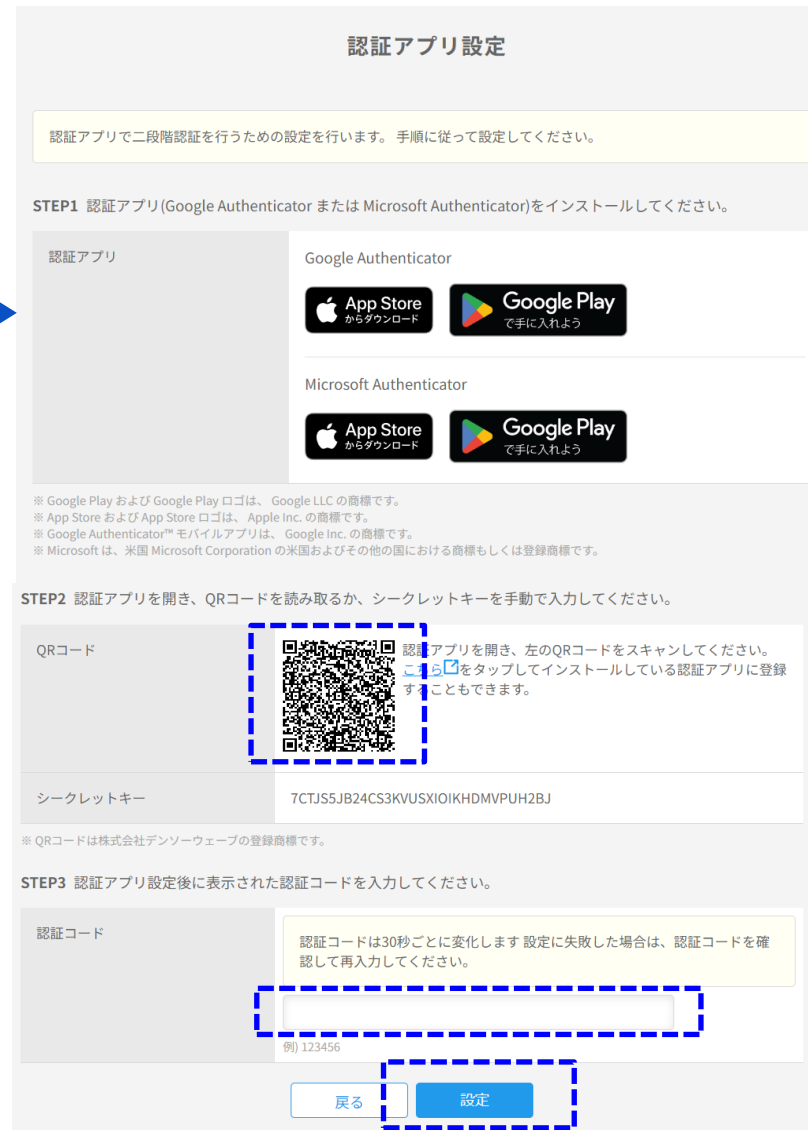 認証アプリ設定
認証アプリで二段階認証を行うための設定を行います。 手順に従って設定してください。
STEP1 認証アプリ(Google Authenticator または Microsoft Authenticator)をインストールしてください。
認証アプリ
Google Authenticator
App Store
からダウンロード
Google Play
で手に入れよう
Microsoft Authenticator
App Store
からダウンロード
Google Play
で手に入れよう
※ Google Play および Google Play ロゴは、 Google LLC の商標です。
※ App Store および App Store ロゴは、 Apple Inc. の商標です。
※ Google Authenticator™ モバイルアプリは、 Google Inc. の商標です。
※ Microsoft は、米国 Microsoft Corporation の米国およびその他の国における商標もしくは登録商標です。
STEP2 認証アプリを開き、QRコードを読み取るか、シークレットキーを手動で入力してください。
QRコード
認証アプリを開き、左のQRコードをスキャンしてください。
こちらをタップしてインストールしている認証アプリに登録
することもできます。
シークレットキー
7CTJS5JB24CS3KVUSXIOIKHDMVPUH2BJ
※ QRコードは株式会社デンソーウェーブの登録商標です。
STEP3 認証アプリ設定後に表示された認証コードを入力してください。
認証コード
認証コードは30秒ごとに変化します 設定に失敗した場合は、認証コードを確
認して再入力してください。
例) 123456
戻る
設定